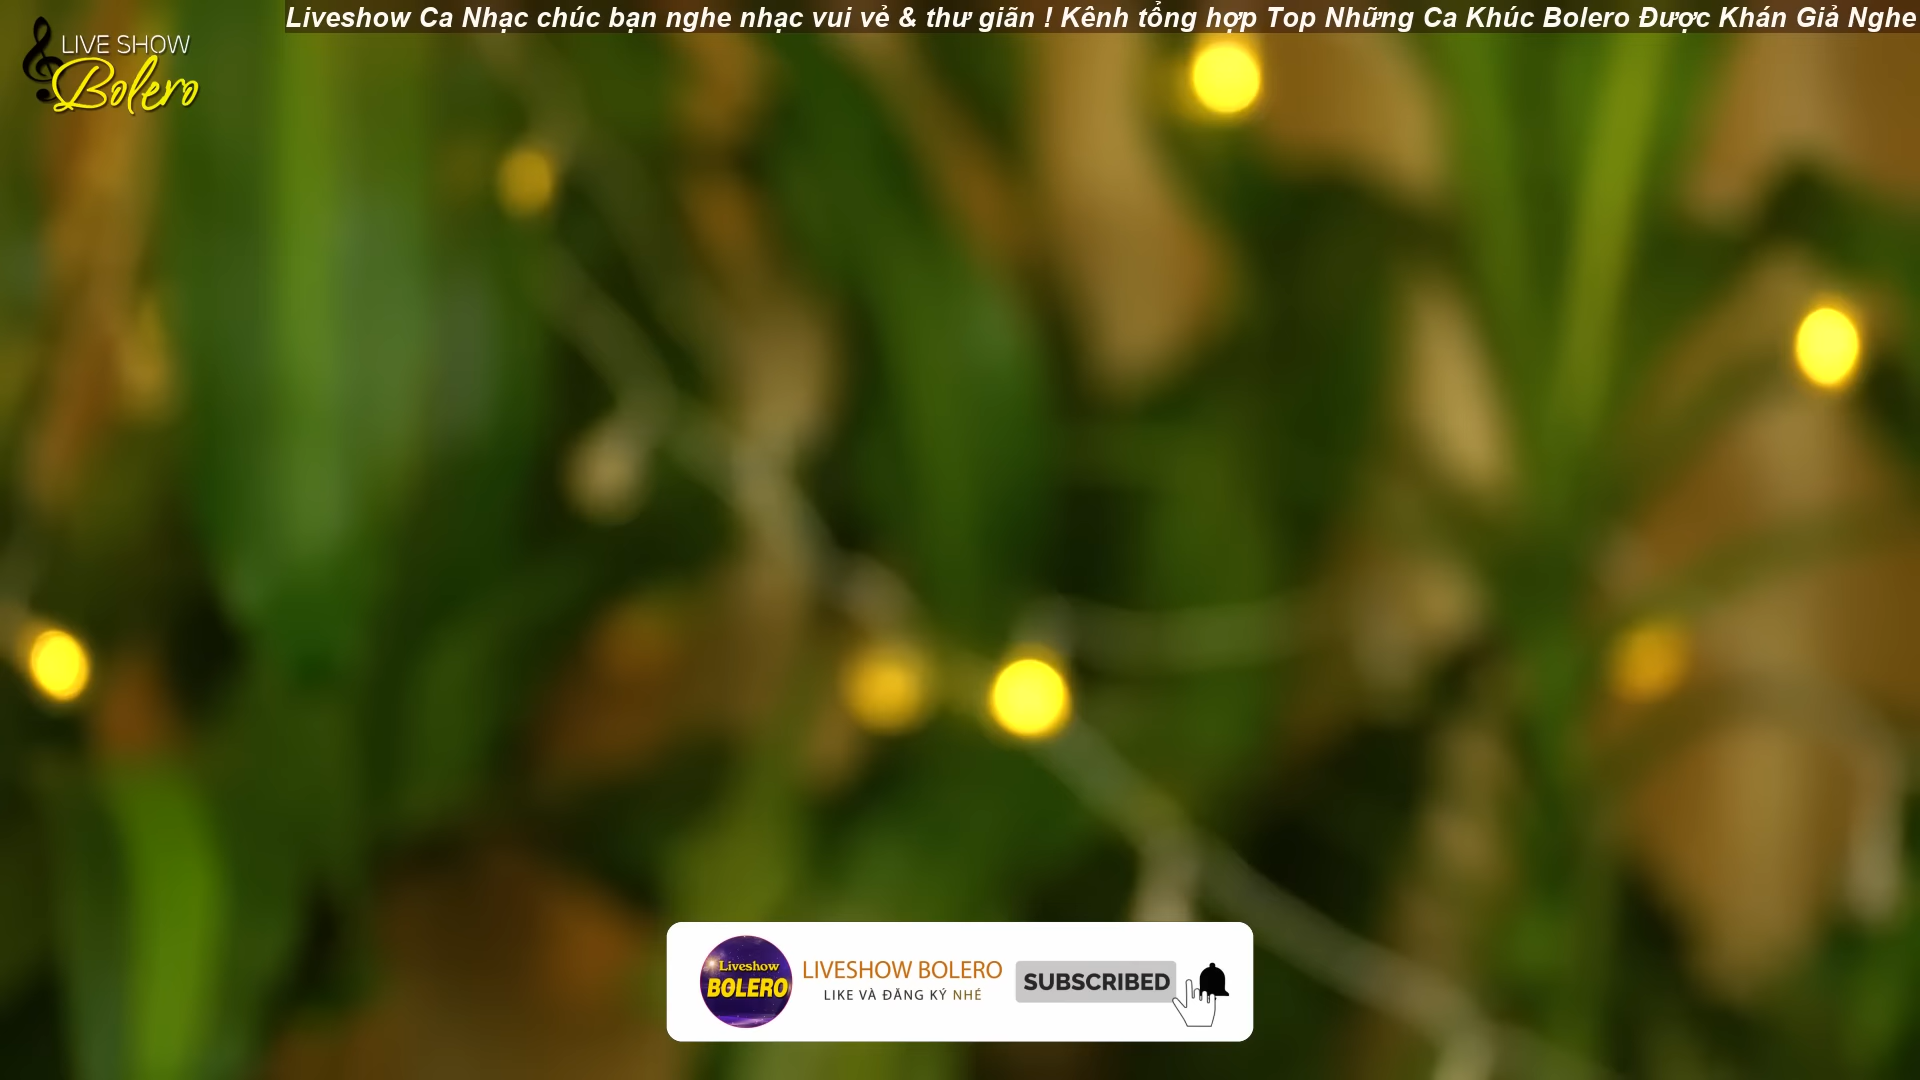 Liveshow Ca Nhạc chúc bạn nghe nhạc vui vẻ & thư giãn ! Kênh tổng hợp Top Những Ca Khúc Bolero Được Khán Giả Nghe
LIVE SHOW
Bolero
Liveshow
BOLERO
LIVESHOW BOLERO
LIKE VÀ ĐĂNG KÝ NHÉ
SUBSCRIBED